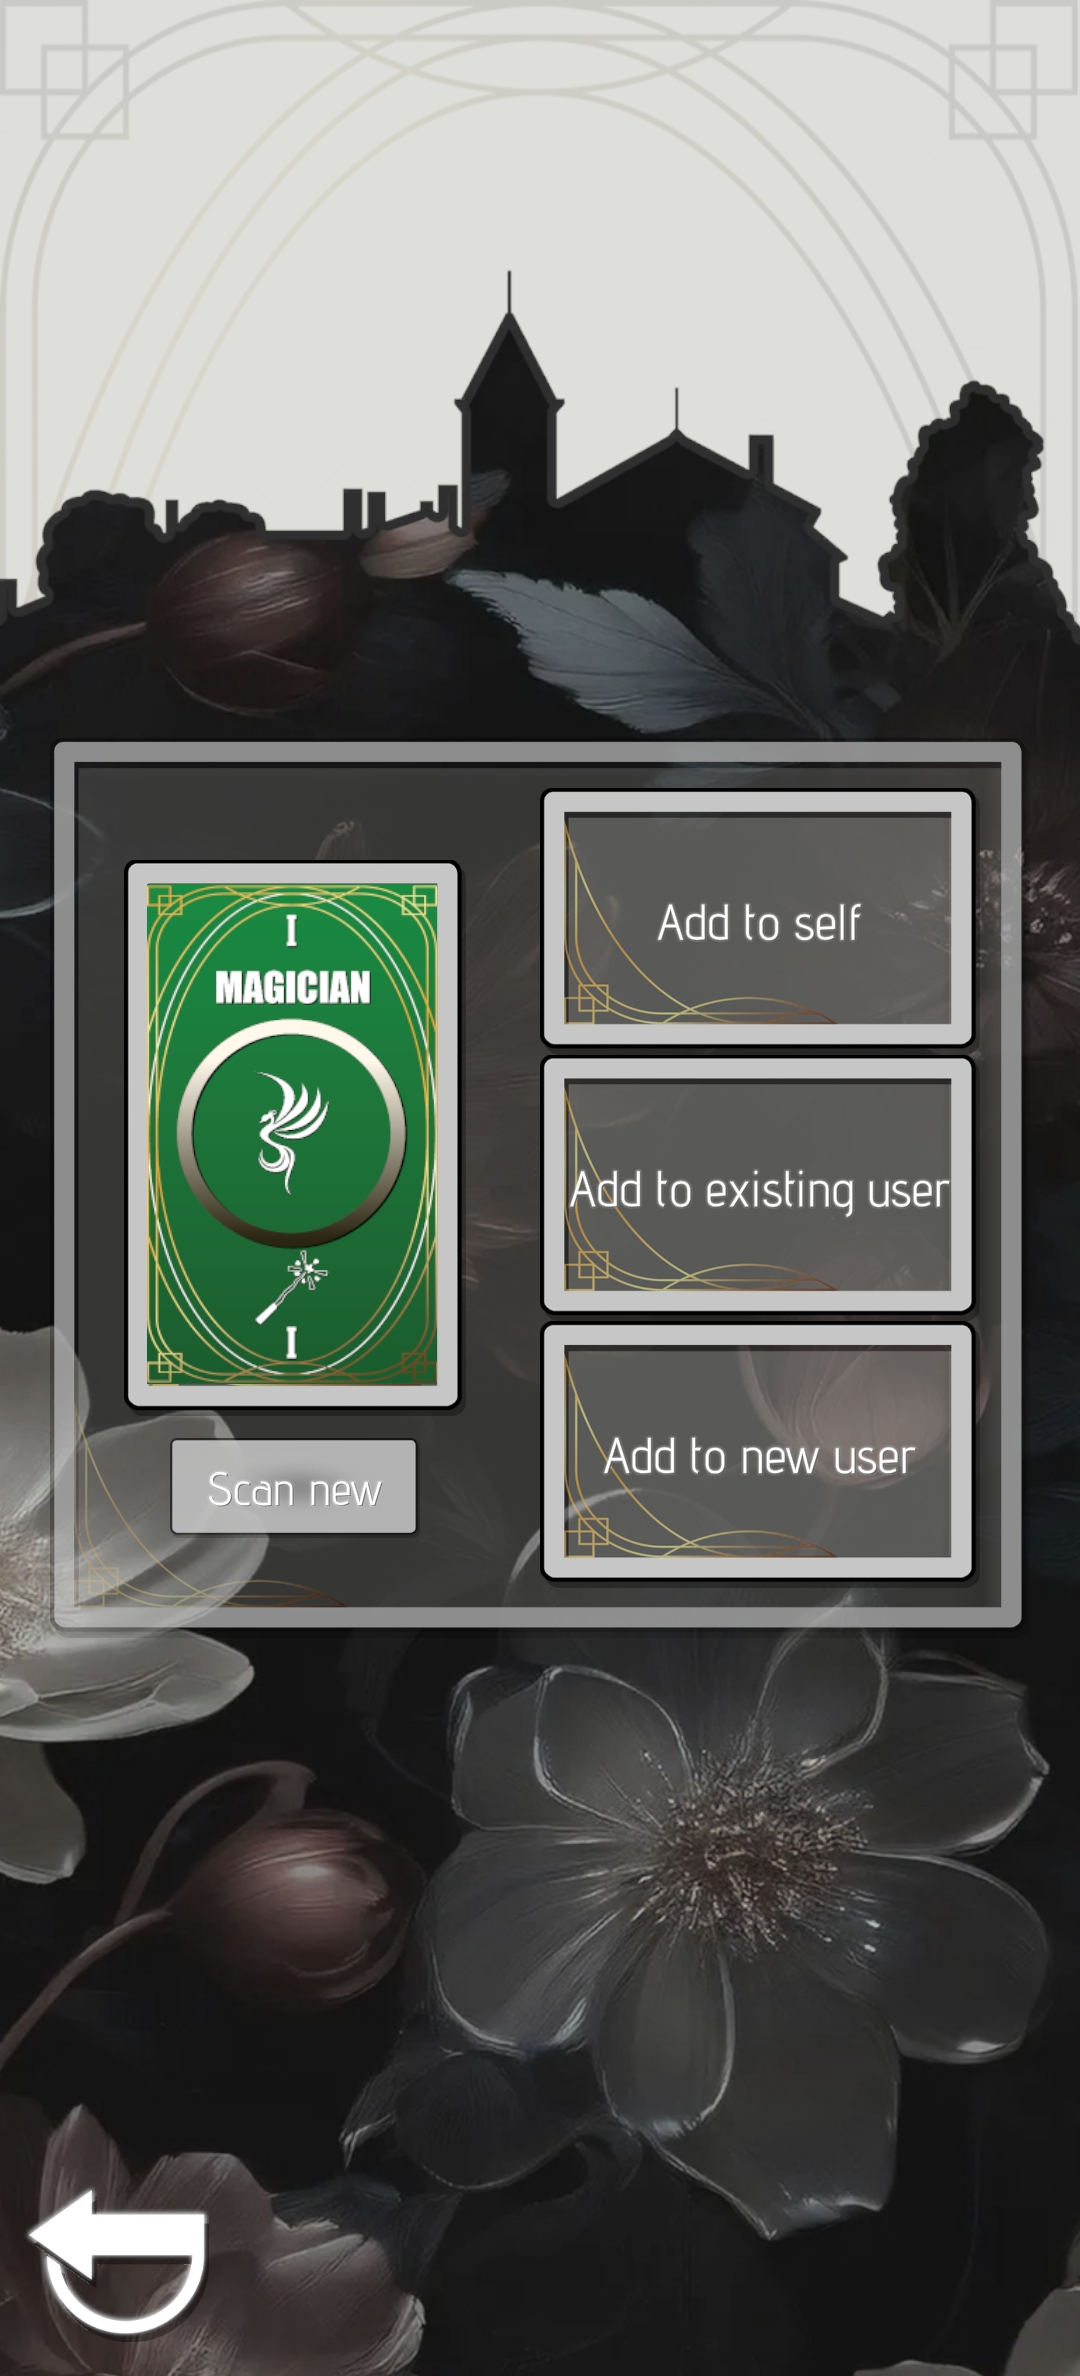 I
MAGICIAN
I
Scan new
Add to self
Add to existing user
Add to new user